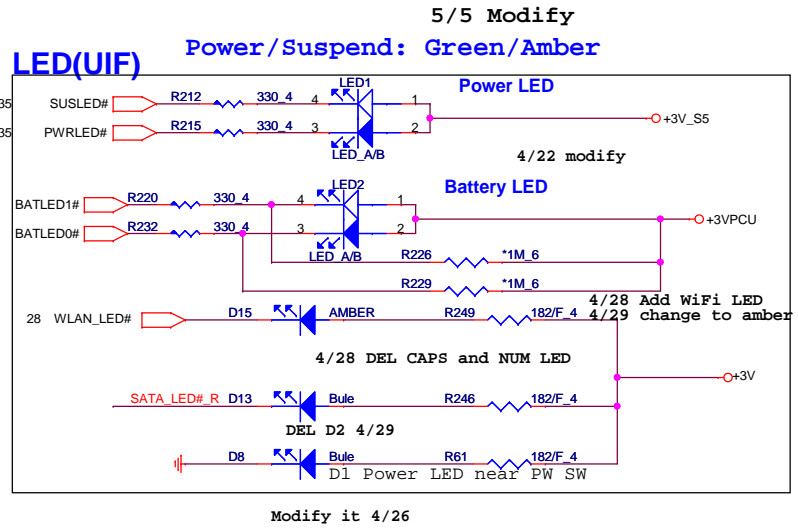 5/5 Modify
Power/Suspend: Green/Amber
LED(UIF)
LED1
Power LED
35 SUSLED# R212 330_4 4 1
35 PWRLED# R215 330_4 3 2
+3V_S5
LED_A/B
4/22 modify
LED2
Battery LED
BATLED1# R220 330_4 4 1
BATLED0# R232 330_4 3 2
+3VPCU
LED_A/B
R226 *1M_6
R229 *1M_6
4/28 Add WiFi LED
4/29 change to amber
28 WLAN_LED# D15 AMBER R249 182/F_4
4/28 DEL CAPS and NUM LED
+3V
SATA_LED#_R D13 Bule R246 182/F_4
DEL D2 4/29
D8 Bule R61 182/F_4
D1 Power LED near PW SW
Modify it 4/26